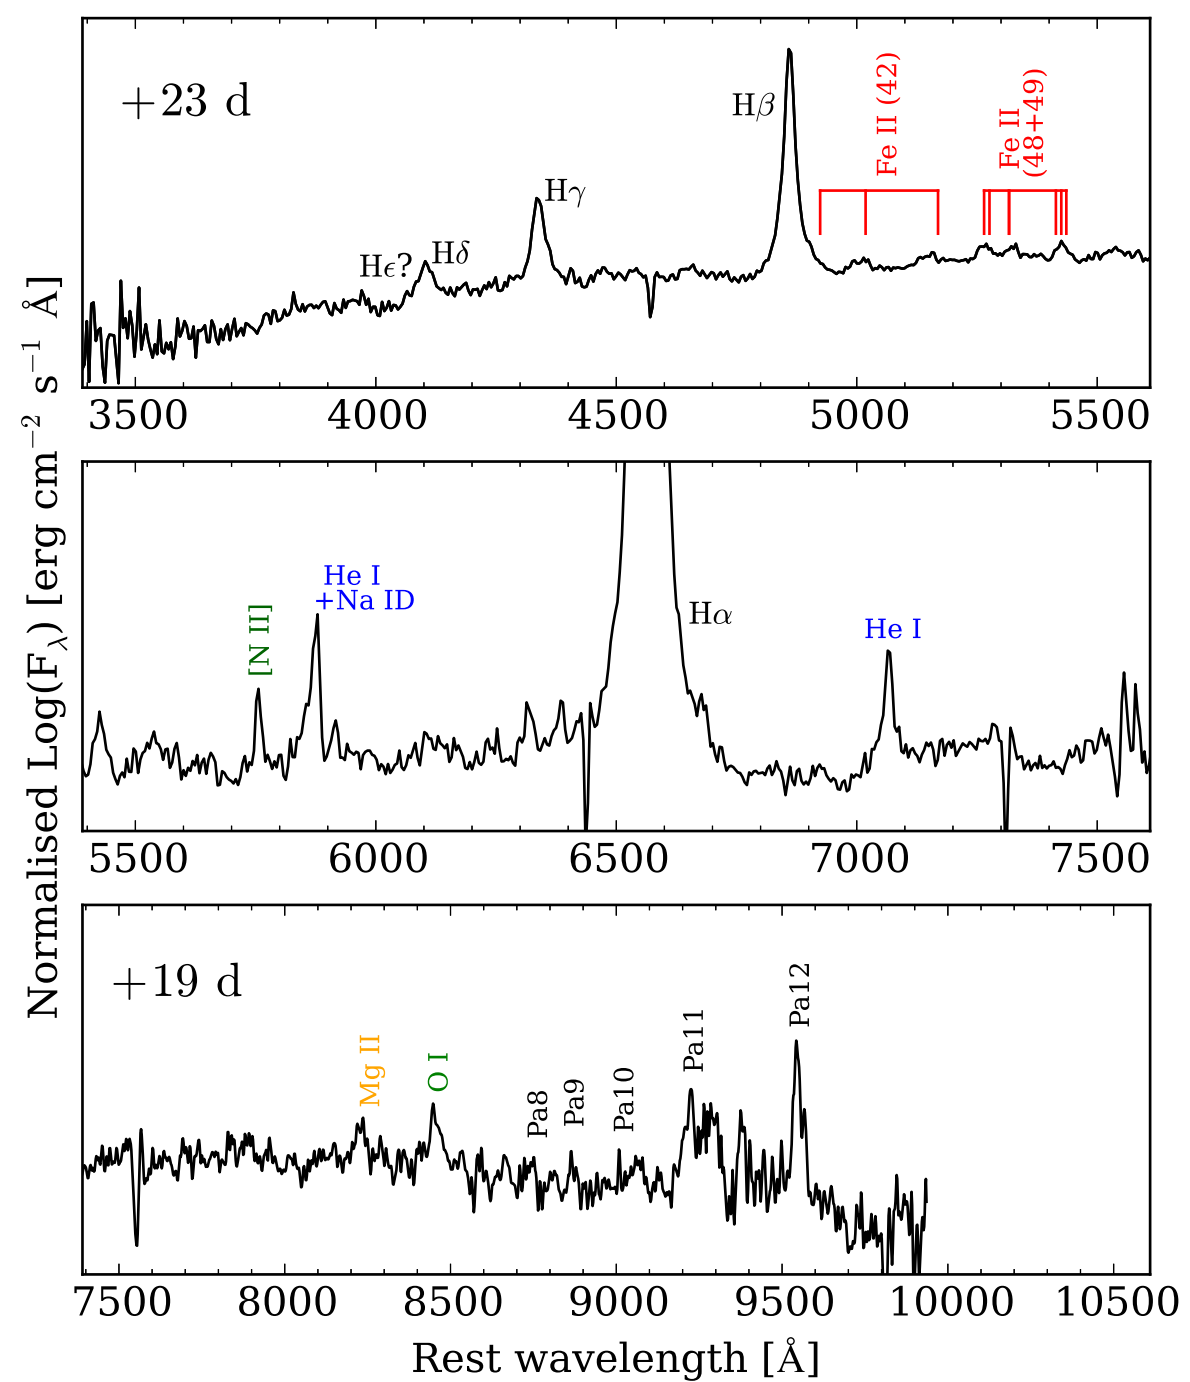 Normalised Log(Fλ) [erg cm⁻² s⁻¹ Å]
+23 d
Hϵ?
Hδ
Hγ
Hβ
Fe II (42)
Fe II
(48+49)
3500 4000 4500 5000 5500
[N II]
He I
+Na ID
Hα
He I
5500 6000 6500 7000 7500
+19 d
Mg II
O I
Pa8
Pa9
Pa10
Pa11
Pa12
7500 8000 8500 9000 9500 10000 10500
Rest wavelength [Å]